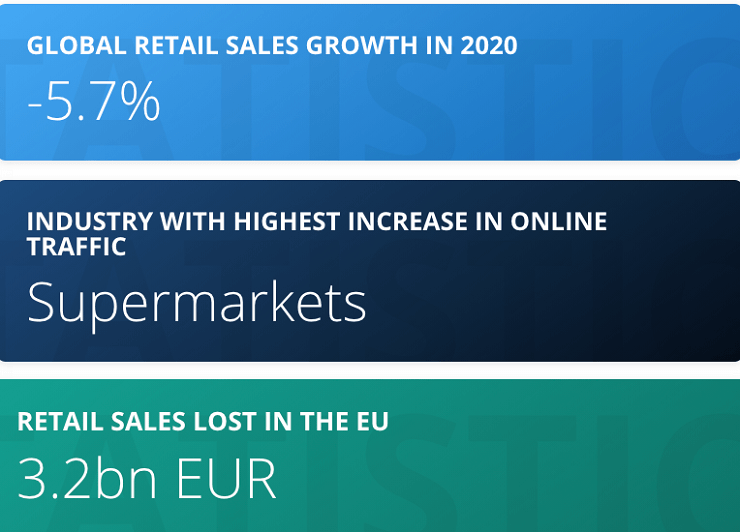 GLOBAL RETAIL SALES GROWTH IN 2020
-5.7%
INDUSTRY WITH HIGHEST INCREASE IN ONLINE
TRAFFIC
Supermarkets
RETAIL SALES LOST IN THE EU
3.2bn EUR